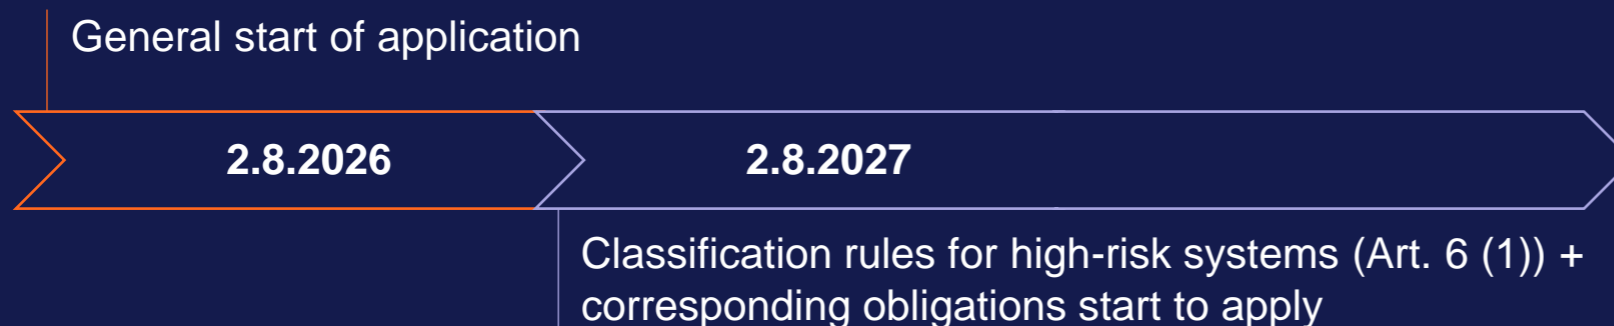 General start of application
2.8.2026
2.8.2027
Classification rules for high-risk systems (Art. 6 (1)) +
corresponding obligations start to apply